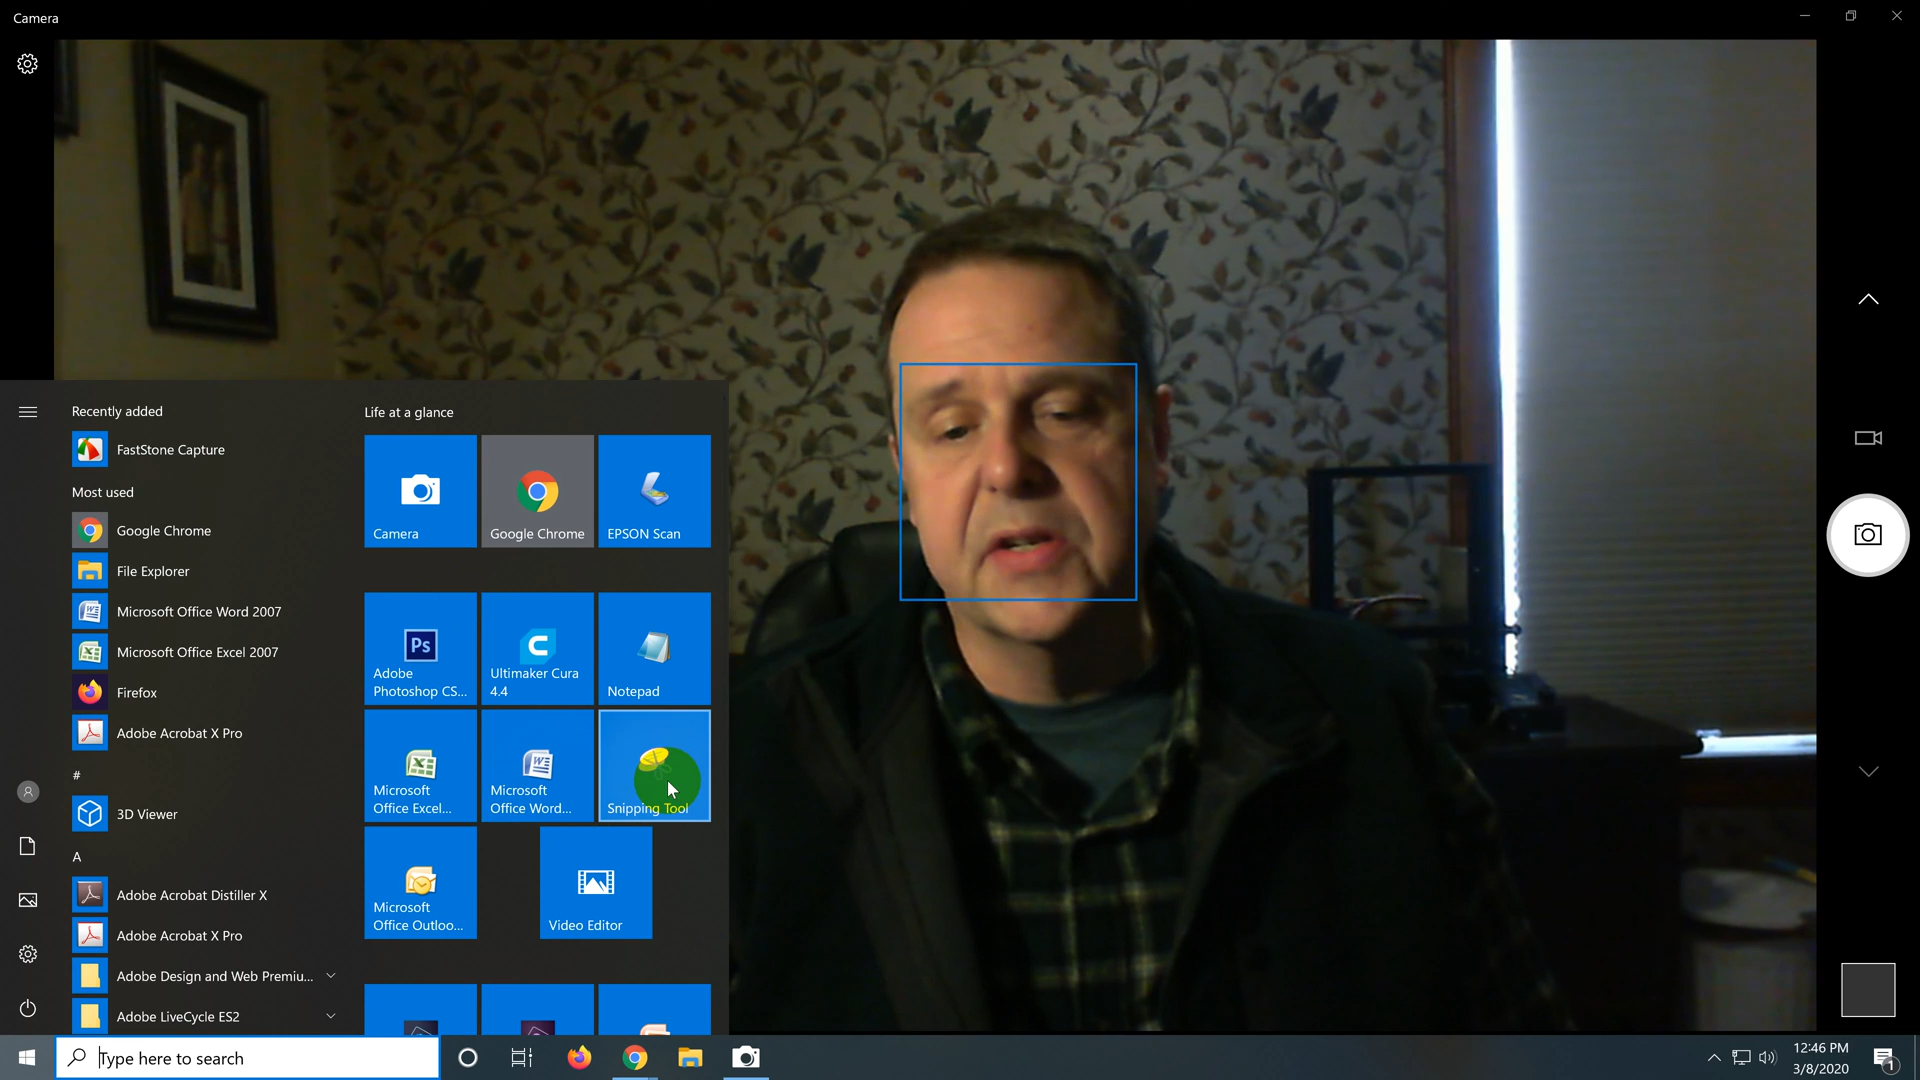 Camera
Recently added
FastStone Capture
Most used
Google Chrome
File Explorer
Microsoft Office Word 2007
Microsoft Office Excel 2007
Firefox
Adobe Acrobat X Pro
#
3D Viewer
A
Adobe Acrobat Distiller X
Adobe Acrobat X Pro
Adobe Design and Web Premiu...
Adobe LiveCycle ES2
Life at a glance
Camera
Google Chrome
EPSON Scan
Ps
Adobe
Photoshop CS...
Ultimaker Cura
4.4
Notepad
Microsoft
Office Excel...
Microsoft
Office Word...
Snipping Tool
Microsoft
Office Outloo...
Video Editor
Type here to search
12:46 PM
3/8/2020
1